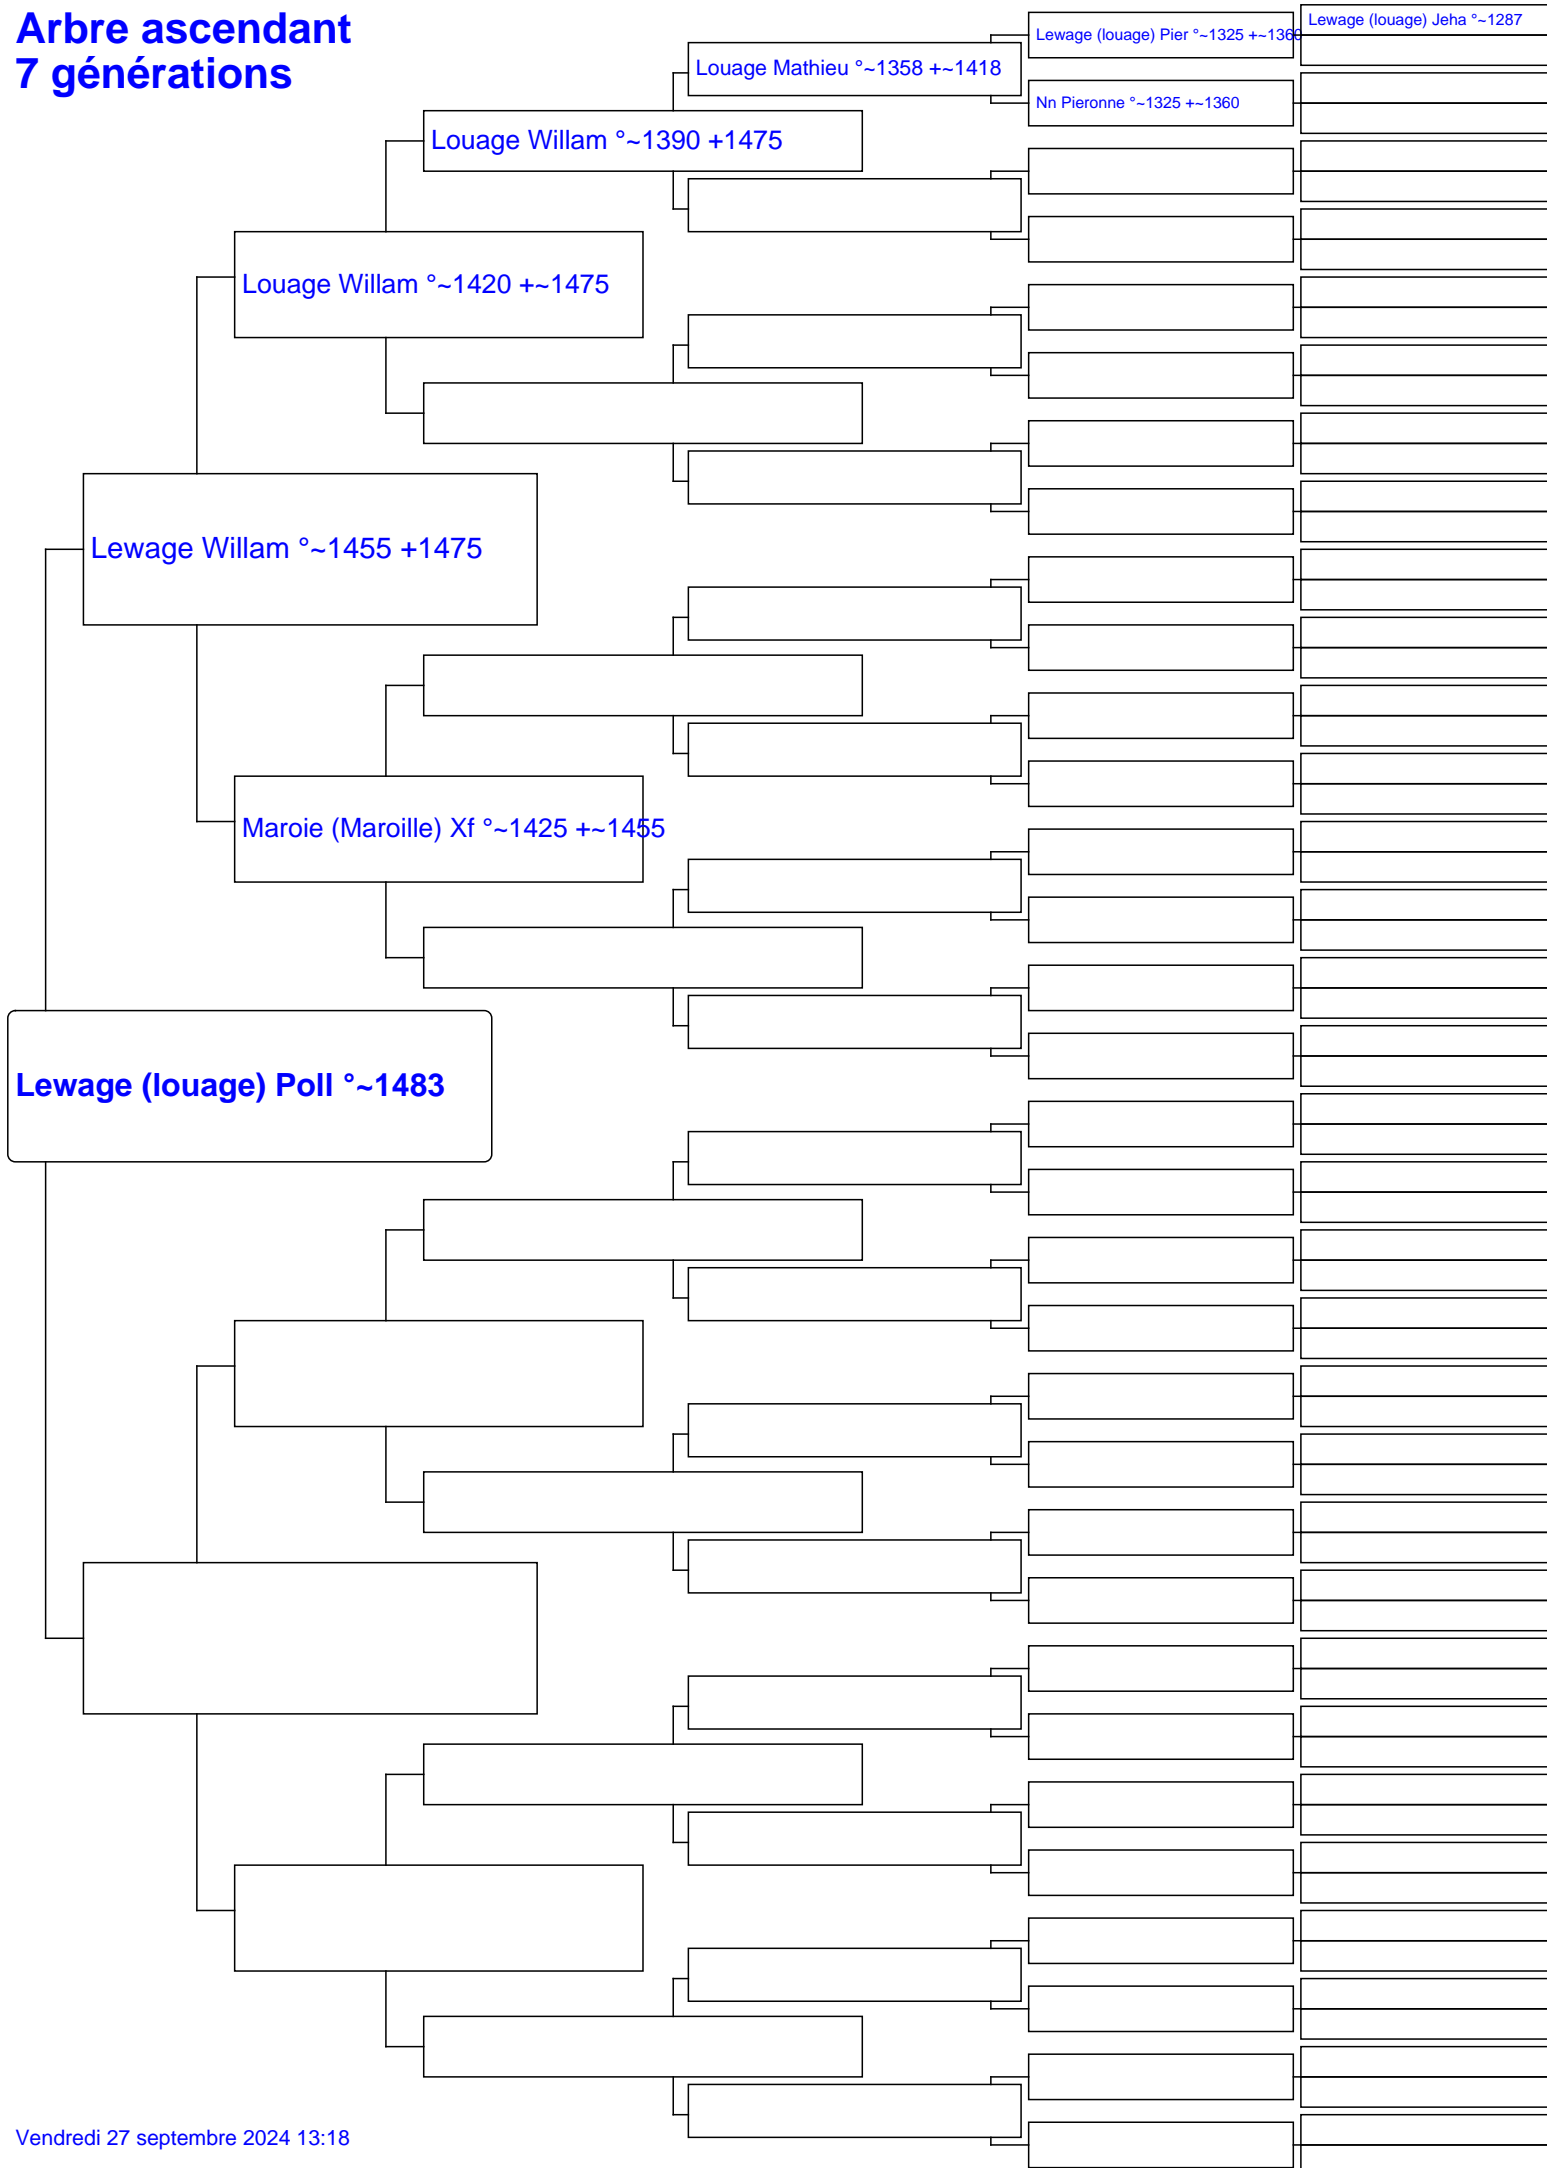 Arbre ascendant
7 générations
Lewage (louage) Jeha °~1287
Lewage (louage) Pier °~1325 +~1360
Louage Mathieu °~1358 +~1418
Nn Pieronne °~1325 +~1360
Louage Willam °~1390 +1475
Louage Willam °~1420 +~1475
Lewage Willam °~1455 +1475
Maroie (Maroille) Xf °~1425 +~1455
Lewage (louage) Poll °~1483
Vendredi 27 septembre 2024 13:18